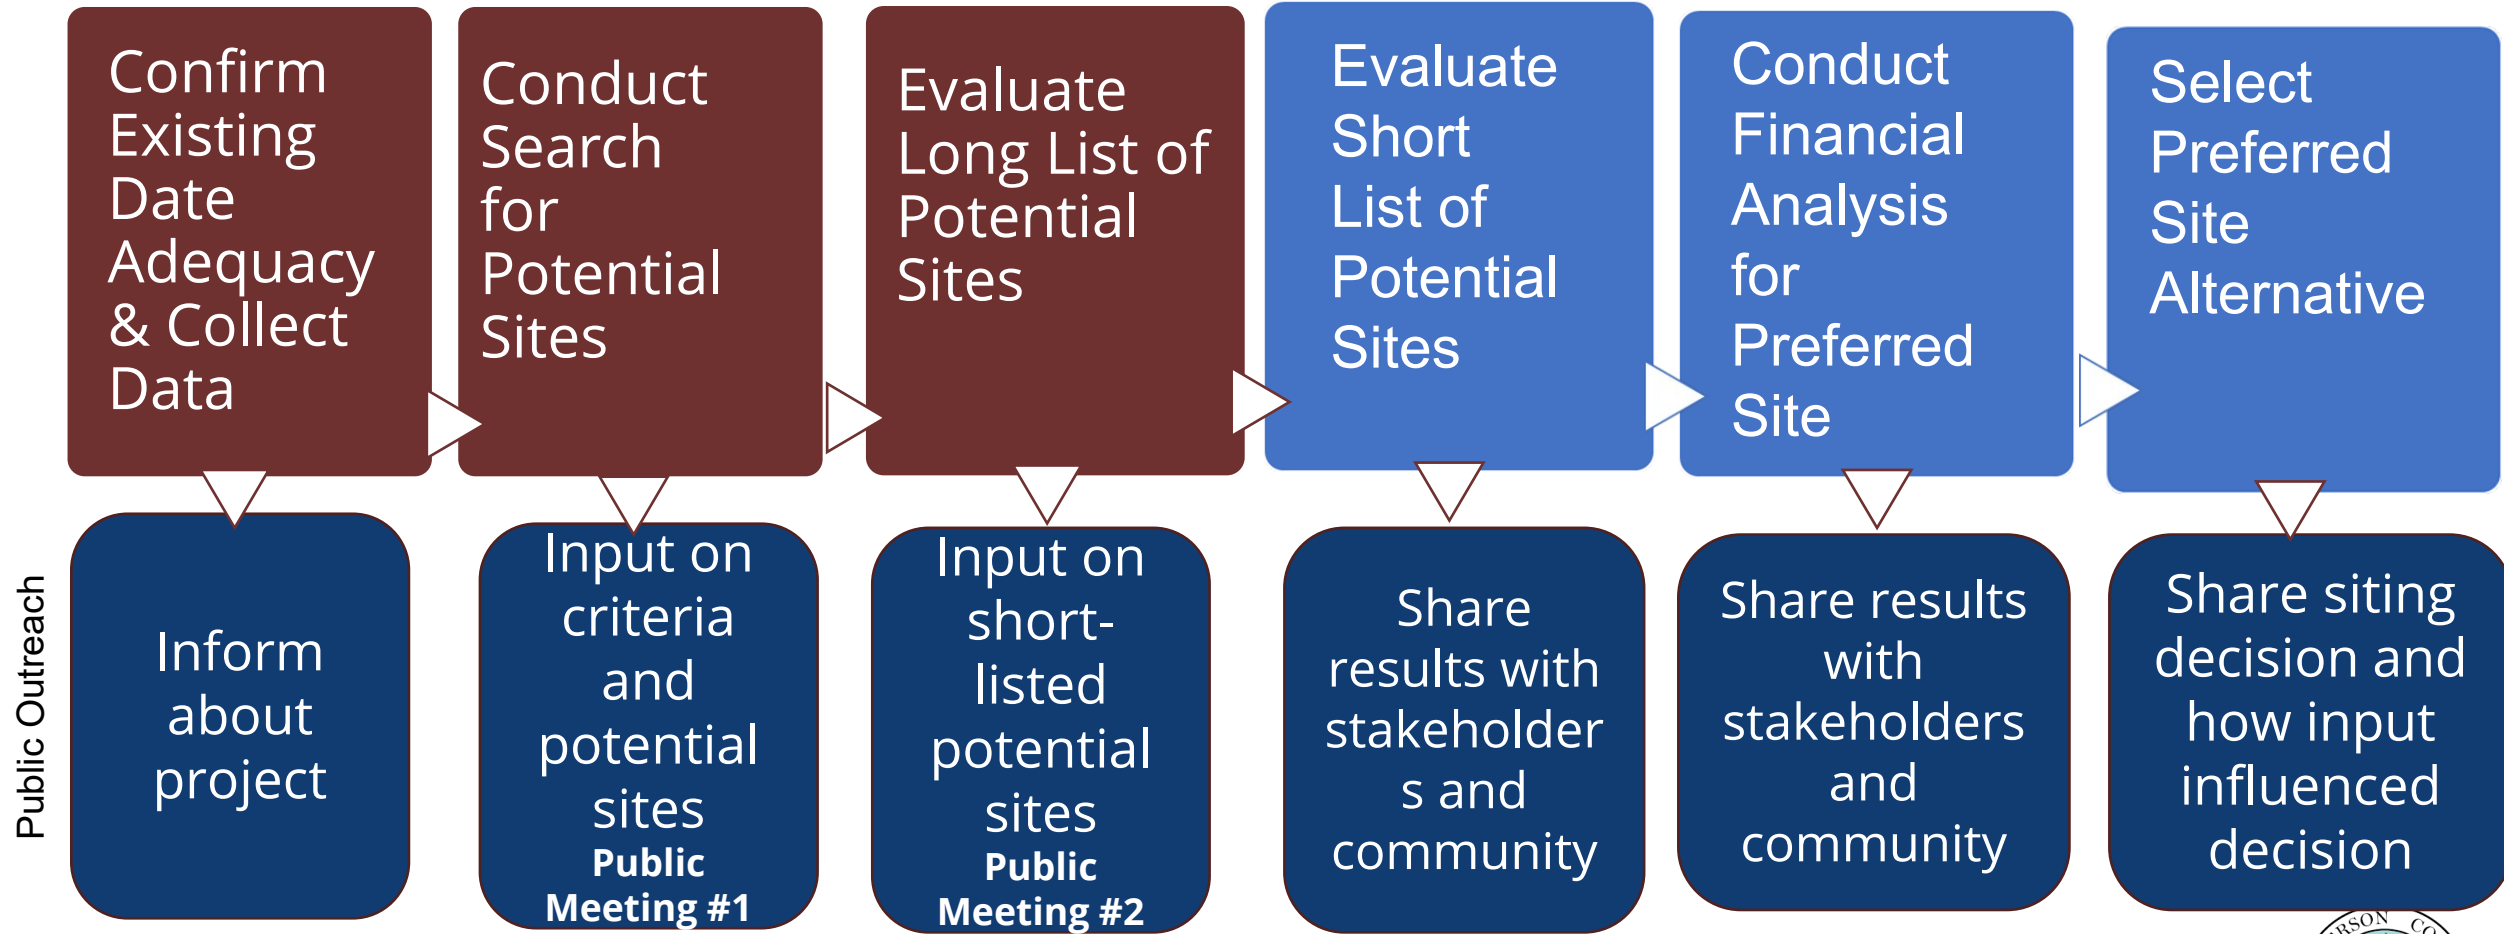 Confirm
Existing
Date
Adequacy
& Collect
Data
Conduct
Search
for
Potential
Sites
Evaluate
Long List of
Potential
Sites
Evaluate
Short
List of
Potential
Sites
Conduct
Financial
Analysis
for
Preferred
Site
Select
Preferred
Site
Alternative
Public Outreach
Inform
about
project
Input on
criteria
and
potential
sites
Public
Meeting #1
Input on
short-
listed
potential
sites
Public
Meeting #2
Share
results with
stakeholder
s and
community
Share results
with
stakeholders
and
community
Share siting
decision and
how input
influenced
decision